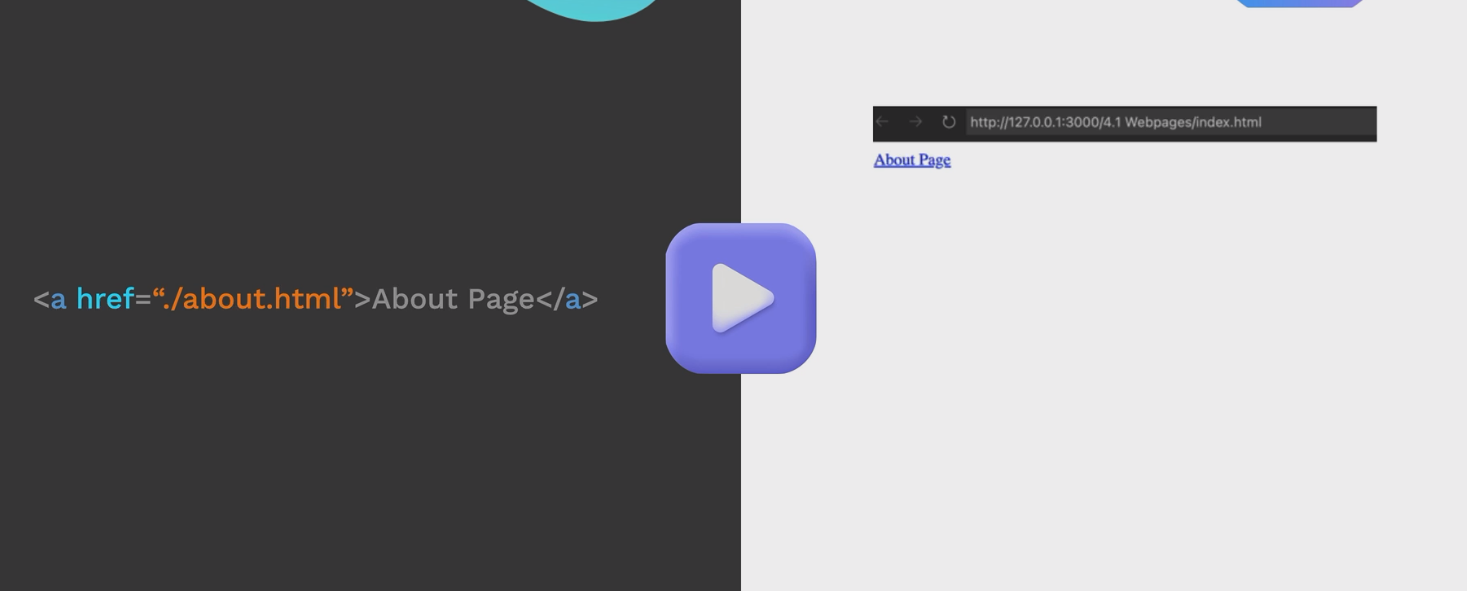 <a href=“./about.html”>About Page</a>
http://127.0.0.1:3000/4.1 Webpages/index.html
About Page